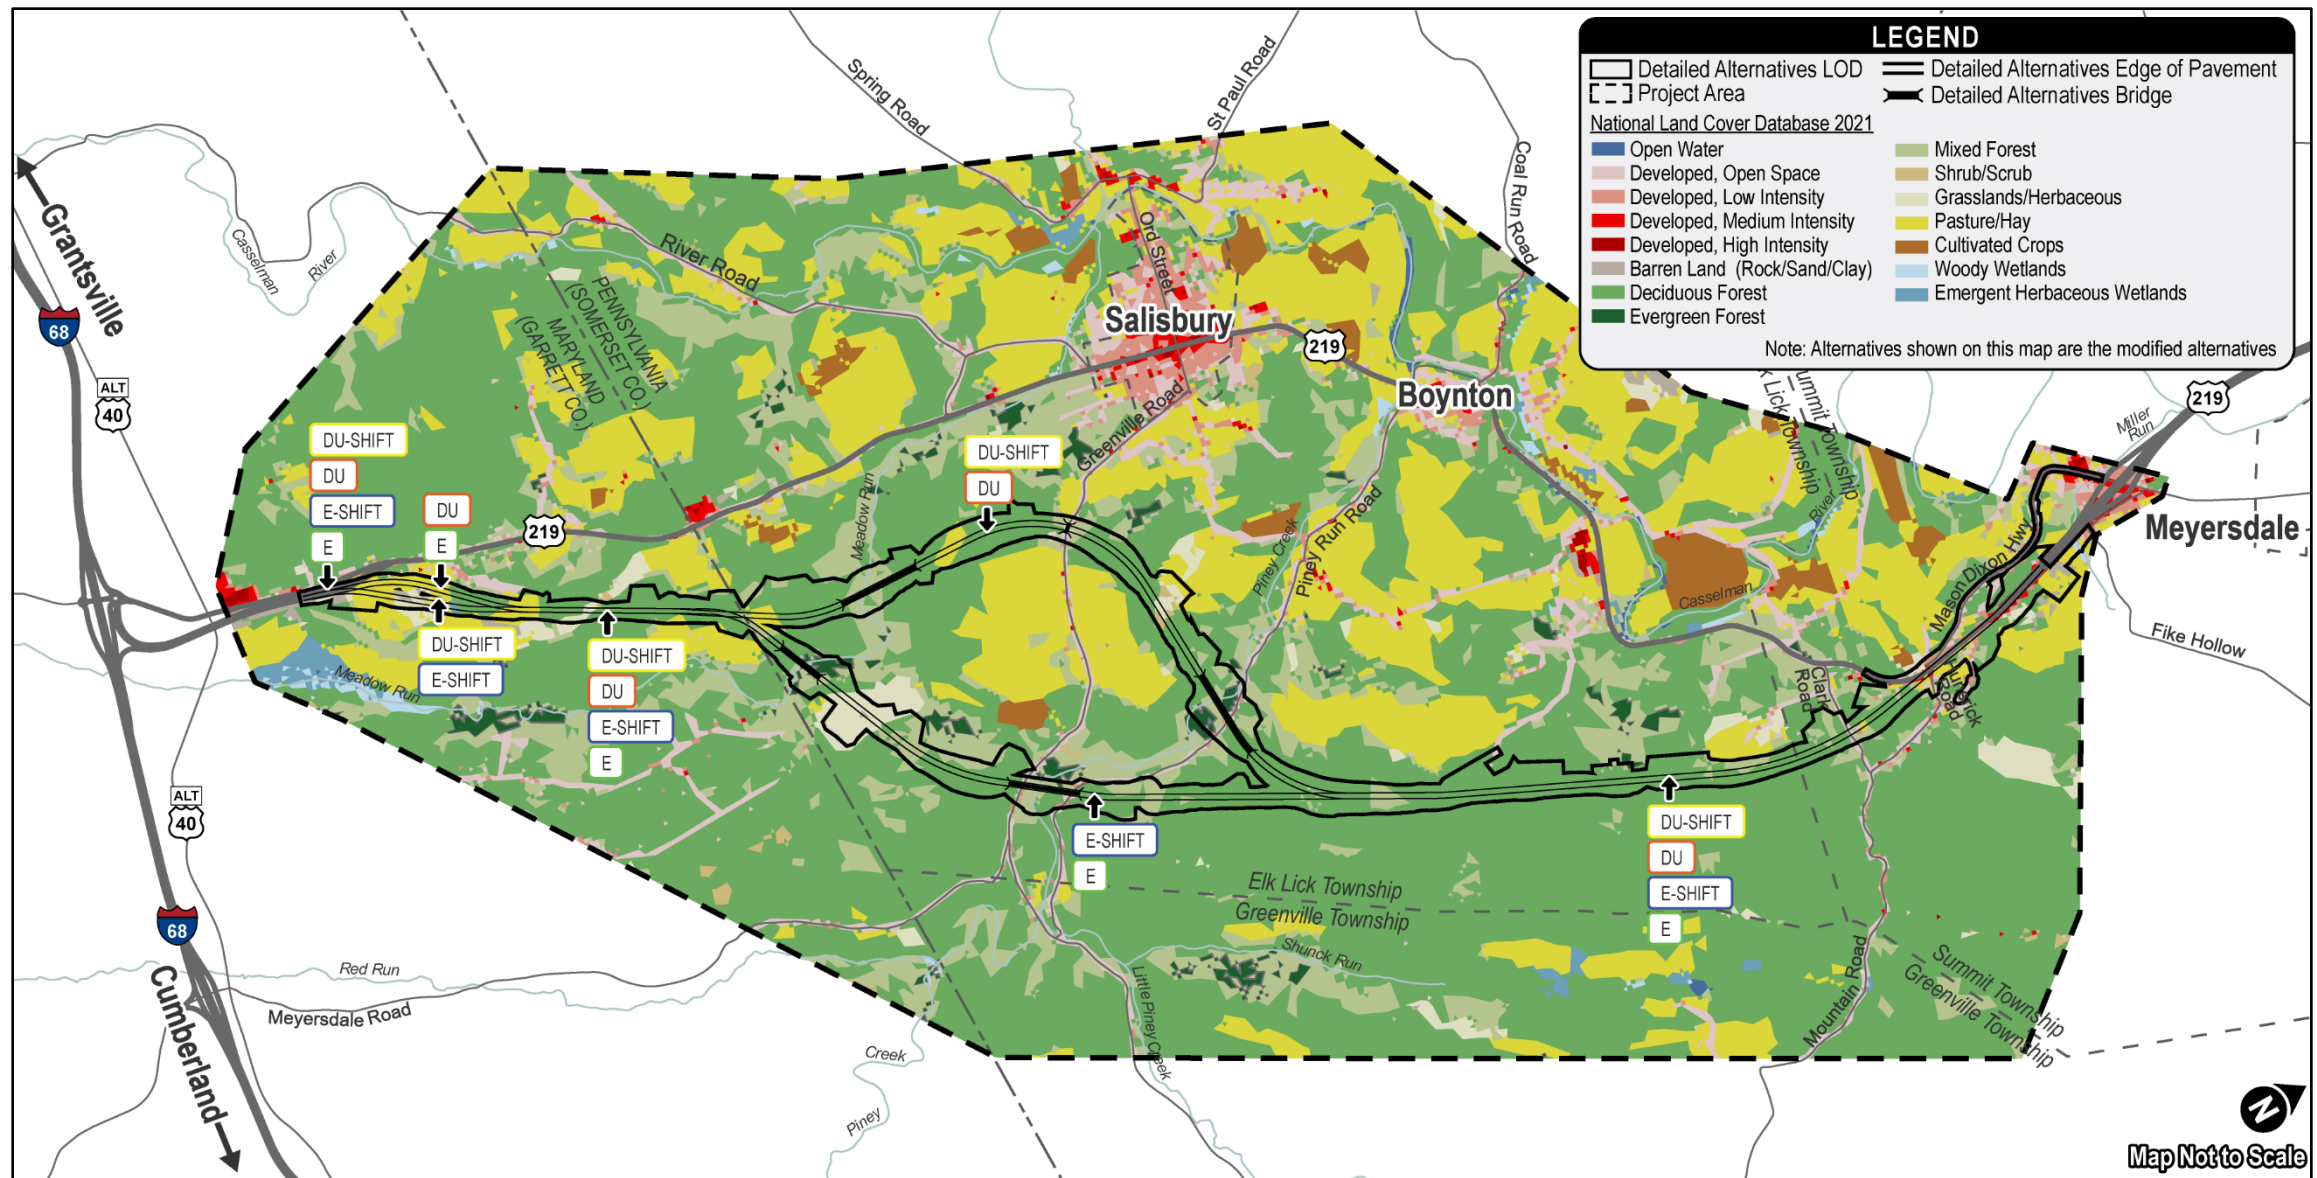 LEGEND
Detailed Alternatives LOD
Project Area
Detailed Alternatives Edge of Pavement
Detailed Alternatives Bridge
National Land Cover Database 2021
Open Water
Developed, Open Space
Developed, Low Intensity
Developed, Medium Intensity
Developed, High Intensity
Barren Land (Rock/Sand/Clay)
Deciduous Forest
Evergreen Forest
Mixed Forest
Shrub/Scrub
Grasslands/Herbaceous
Pasture/Hay
Cultivated Crops
Woody Wetlands
Emergent Herbaceous Wetlands
Note: Alternatives shown on this map are the modified alternatives
Spring Road
St Paul Road
Coal Run Road
Grantsville
68
ALT
40
Casselman
River
River Road
PENNSYLVANIA
(SOMERSET CO.)
MARYLAND
(GARRETT CO.)
Ord Street
Salisbury
219
Boynton
Greenville Road
Summit Township
River
219
Miller
Run
Meyersdale
Mason Dixon Hwy
Fike Hollow
DU-SHIFT
DU
E-SHIFT
E
DU
E
219
Meadow Run
DU-SHIFT
DU
Piney Creek
Piney Run Road
Casselman
Clark
Road
Meadow Run
DU-SHIFT
E-SHIFT
DU-SHIFT
DU
E-SHIFT
E
E-SHIFT
E
DU-SHIFT
DU
E-SHIFT
E
ALT
40
68
Cumberland
Red Run
Meyersdale Road
Elk Lick Township
Greenville Township
Shunck Run
Little Piney Creek
Creek
Piney
Mountain Road
Summit Township
Greenville Township
N
Map Not to Scale